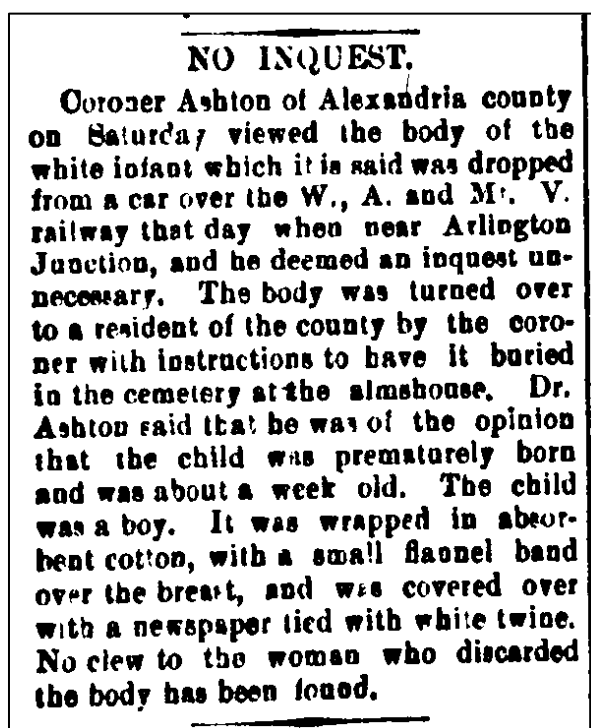 NO INQUEST.
Coroner Ashton of Alexandria county
on Saturday viewed the body of the
white infant which it is said was dropped
from a car over the W., A. and Mt. V.
railway that day when near Arlington
Junction, and he deemed an inquest un-
necessary. The body was turned over
to a resident of the county by the coro-
ner with instructions to have it buried
in the cemetery at the almshouse. Dr.
Ashton said that he was of the opinion
that the child was prematurely born
and was about a week old. The child
was a boy. It was wrapped in absor-
bent cotton, with a small flannel band
over the breast, and was covered over
with a newspaper tied with white twine.
No clew to the woman who discarded
the body has been found.